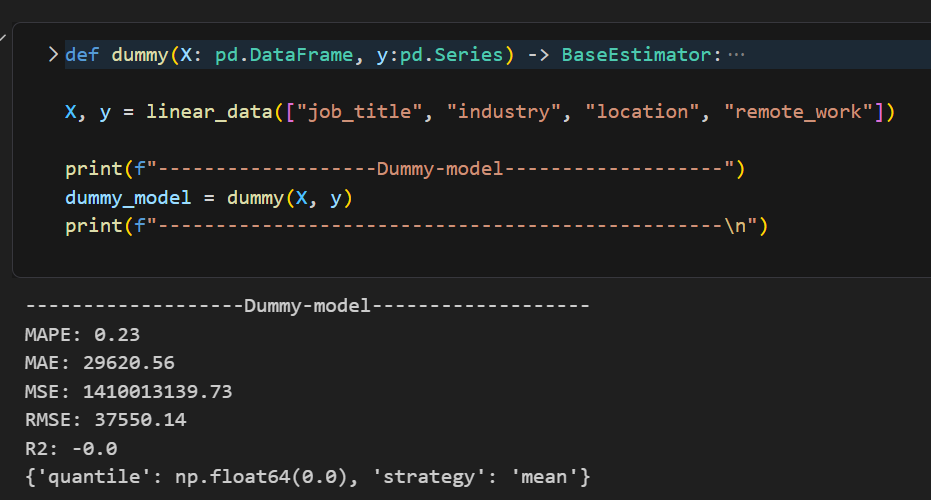 def dummy(X: pd.DataFrame, y:pd.Series) -> BaseEstimator:···
X, y = linear_data(["job_title", "industry", "location", "remote_work"])
print(f"-------------------Dummy-model-------------------")
dummy_model = dummy(X, y)
print(f"-------------------------------------------------\n")
-------------------Dummy-model-------------------
MAPE: 0.23
MAE: 29620.56
MSE: 1410013139.73
RMSE: 37550.14
R2: -0.0
{'quantile': np.float64(0.0), 'strategy': 'mean'}